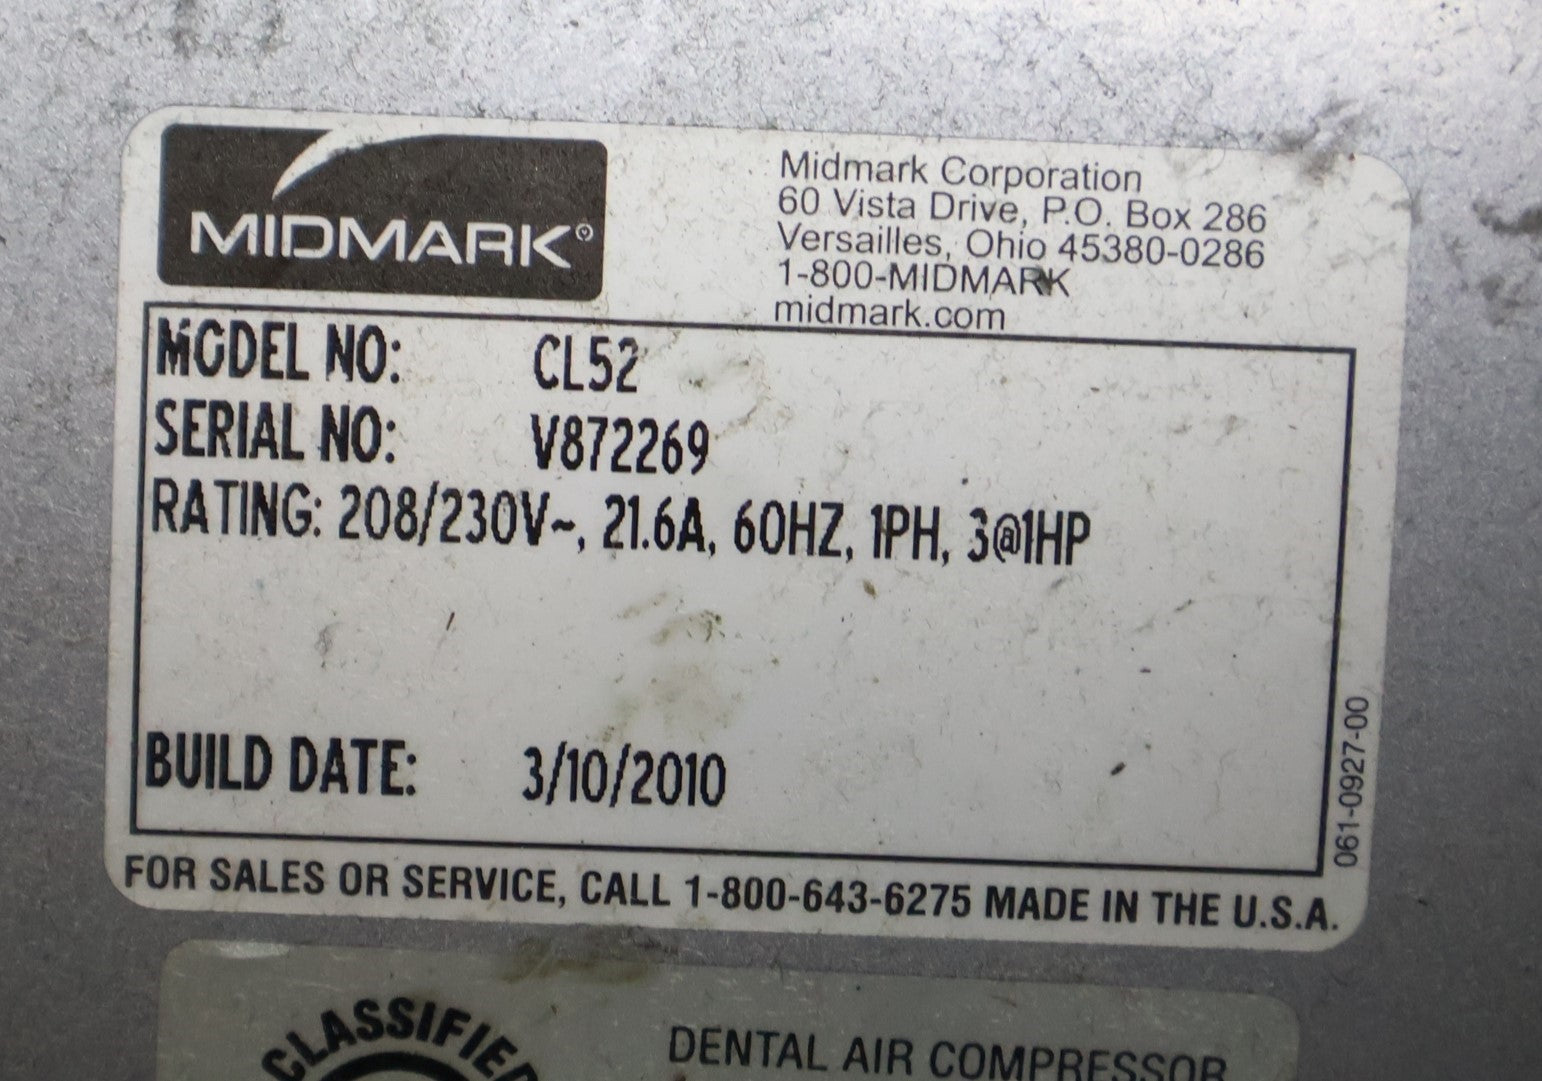 MIDMARK®
Midmark Corporation
60 Vista Drive, P.O. Box 286
Versailles, Ohio 45380-0286
1-800-MIDMARK
midmark.com
MODEL NO: CL52
SERIAL NO: V872269
RATING: 208/230V~, 21.6A, 60HZ, 1PH, 3@1HP
BUILD DATE: 3/10/2010
061-0927-00
FOR SALES OR SERVICE, CALL 1-800-643-6275 MADE IN THE U.S.A.
CLASSIFIED
DENTAL AIR COMPRESSOR